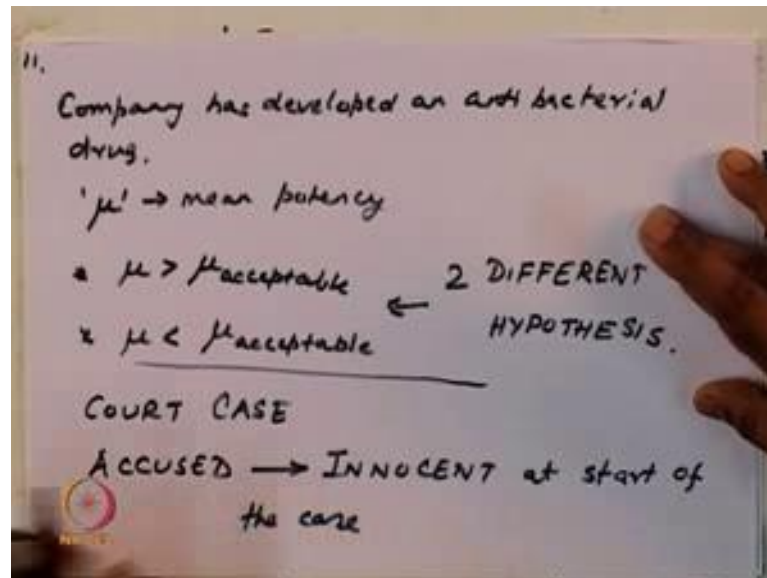 11.
Company has developed an anti bacterial
drug.
'μ' → mean potency
• μ > μacceptable ← 2 DIFFERENT
x μ < μacceptable HYPOTHESIS.
COURT CASE
ACCUSED → INNOCENT at start of
the case